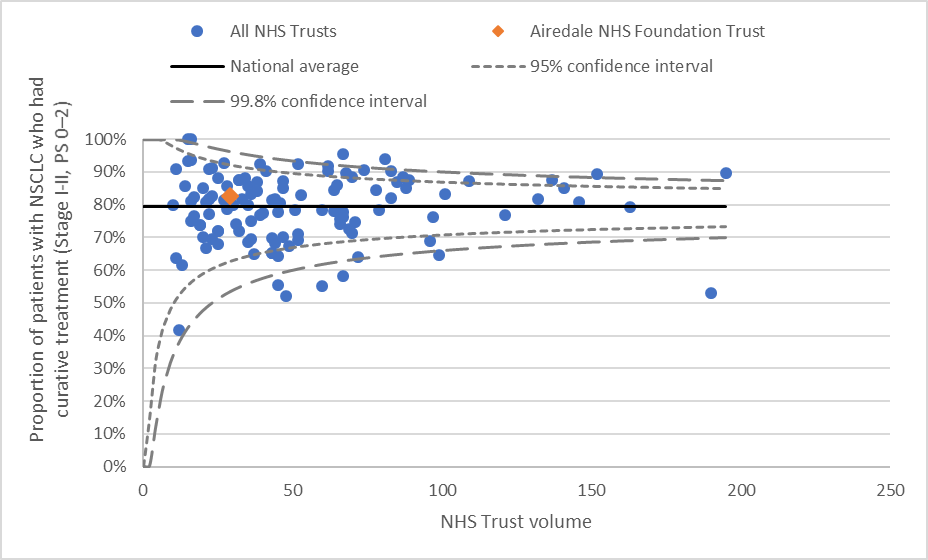 All NHS Trusts
Airedale NHS Foundation Trust
National average
95% confidence interval
99.8% confidence interval
Proportion of patients with NSCLC who had
curative treatment (Stage I-II, PS 0–2)
100%
90%
80%
70%
60%
50%
40%
30%
20%
10%
0%
0 50 100 150 200 250
NHS Trust volume